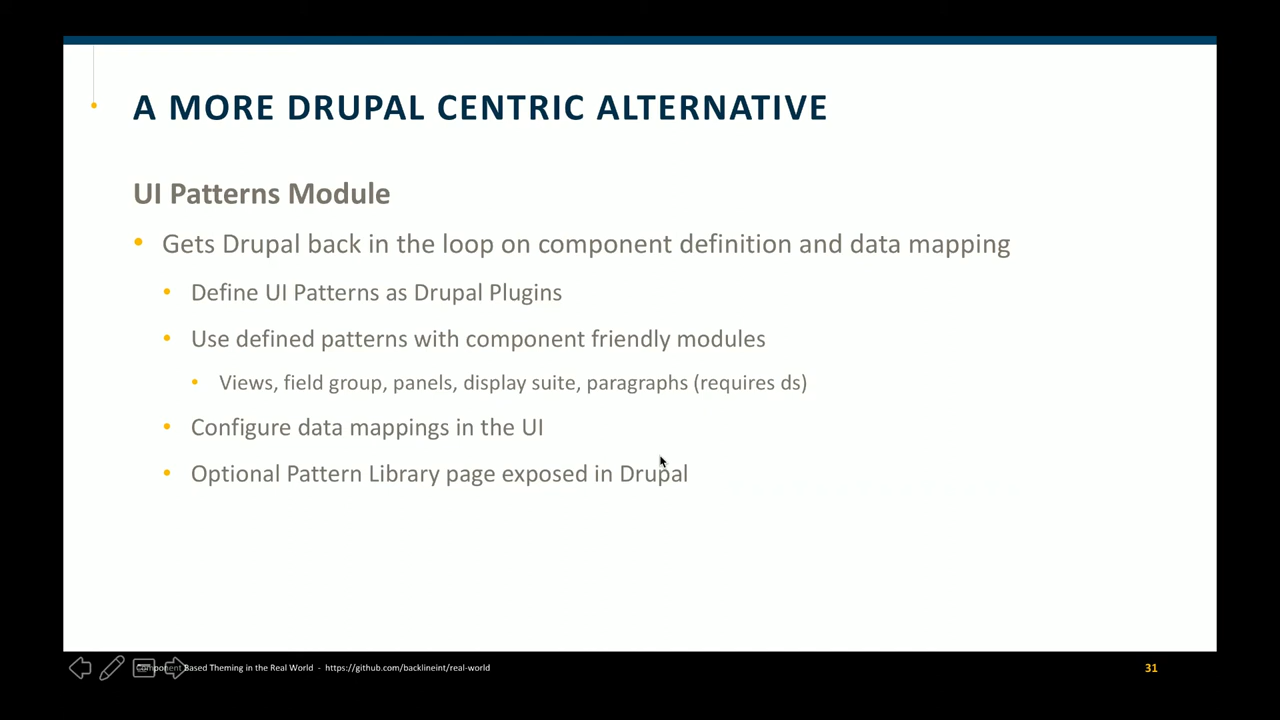 A MORE DRUPAL CENTRIC ALTERNATIVE
UI Patterns Module
Gets Drupal back in the loop on component definition and data mapping
Define UI Patterns as Drupal Plugins
Use defined patterns with component friendly modules
Views, field group, panels, display suite, paragraphs (requires ds)
Configure data mappings in the UI
Optional Pattern Library page exposed in Drupal
Component Based Theming in the Real World - https://github.com/backlineint/real-world
31